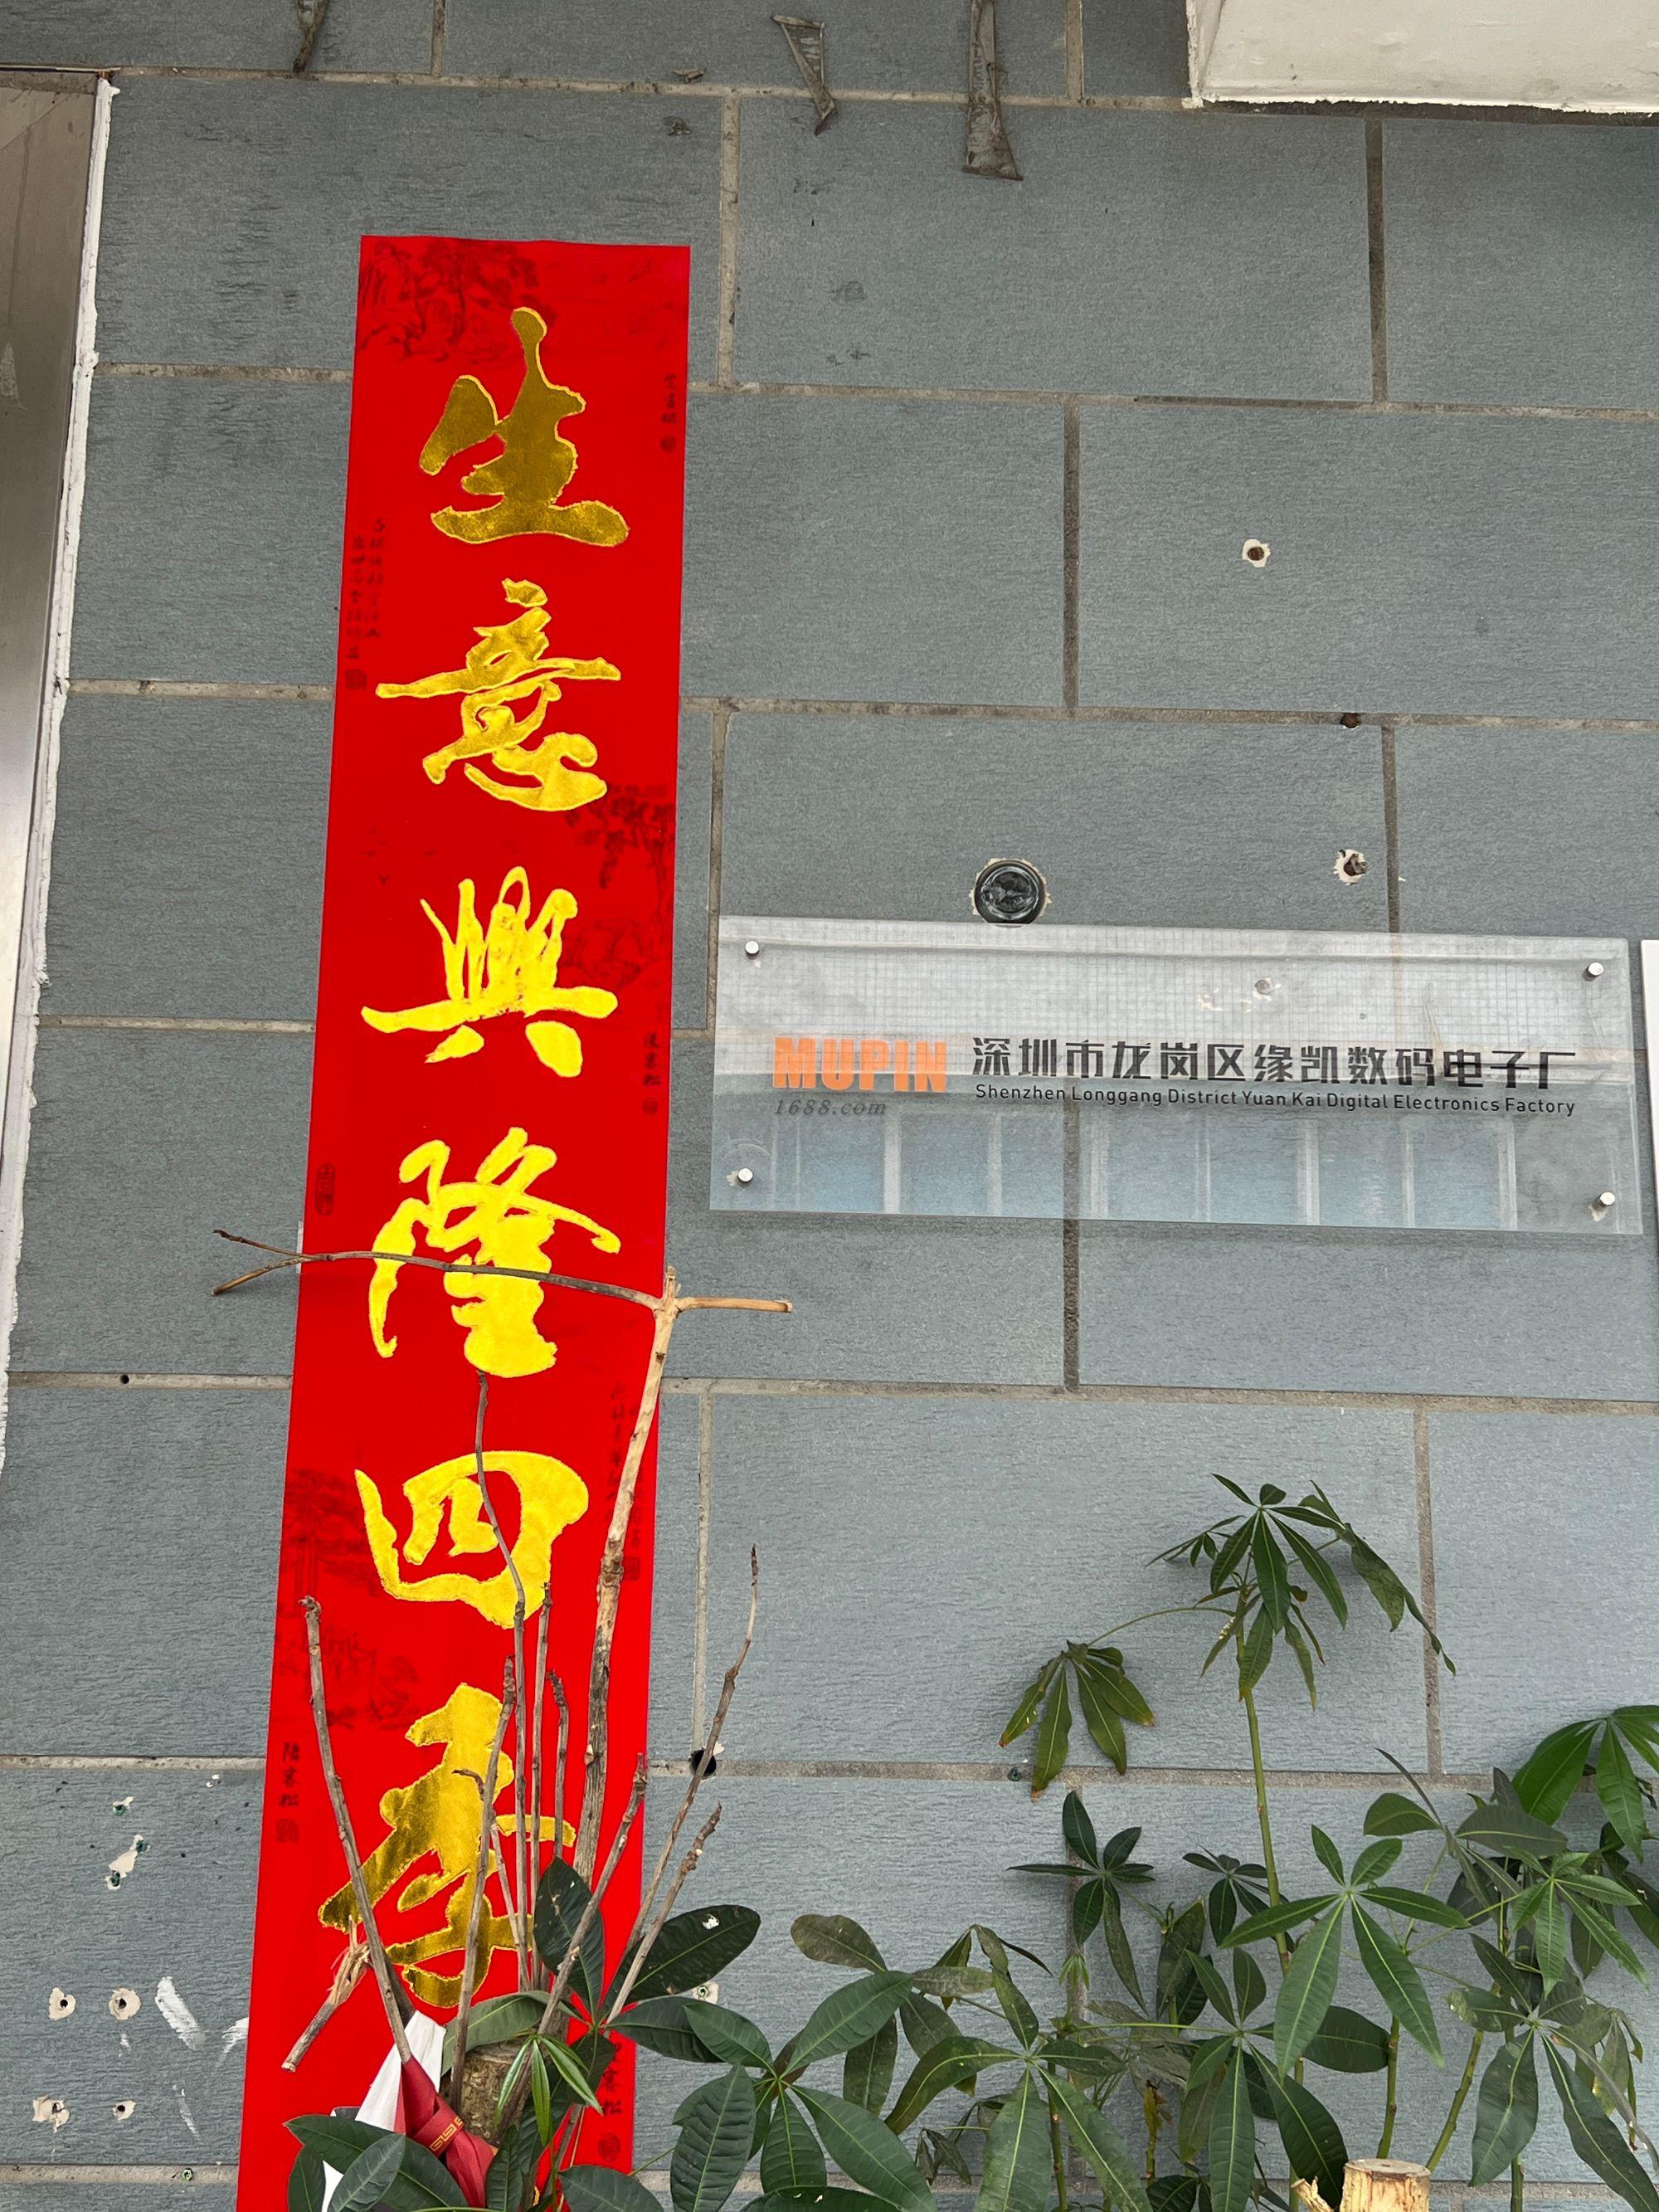 生意興隆四季
MUPIN
1688.com
深圳市龙岗区缘凯数码电子厂
Shenzhen Longgang District Yuan Kai Digital Electronics Factory